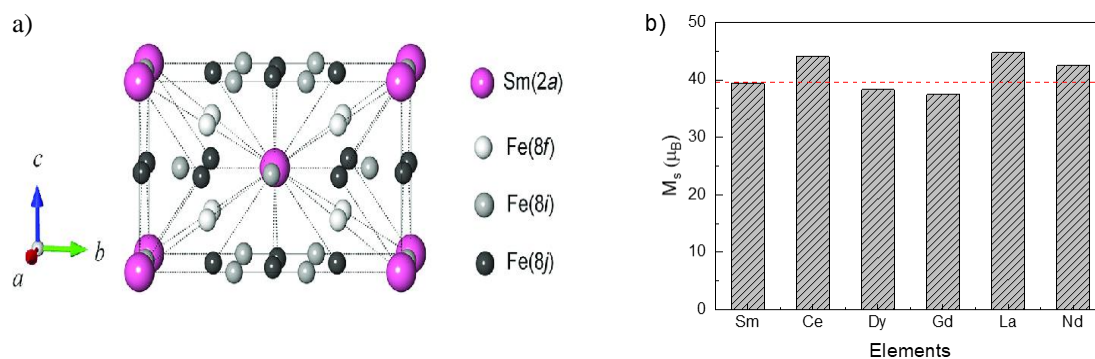 a)
Sm(2a)
Fe(8f)
Fe(8i)
Fe(8j)
c
b
a
b)
50
40
30
20
10
0
Ms (μB)
Sm Ce Dy Gd La Nd
Elements